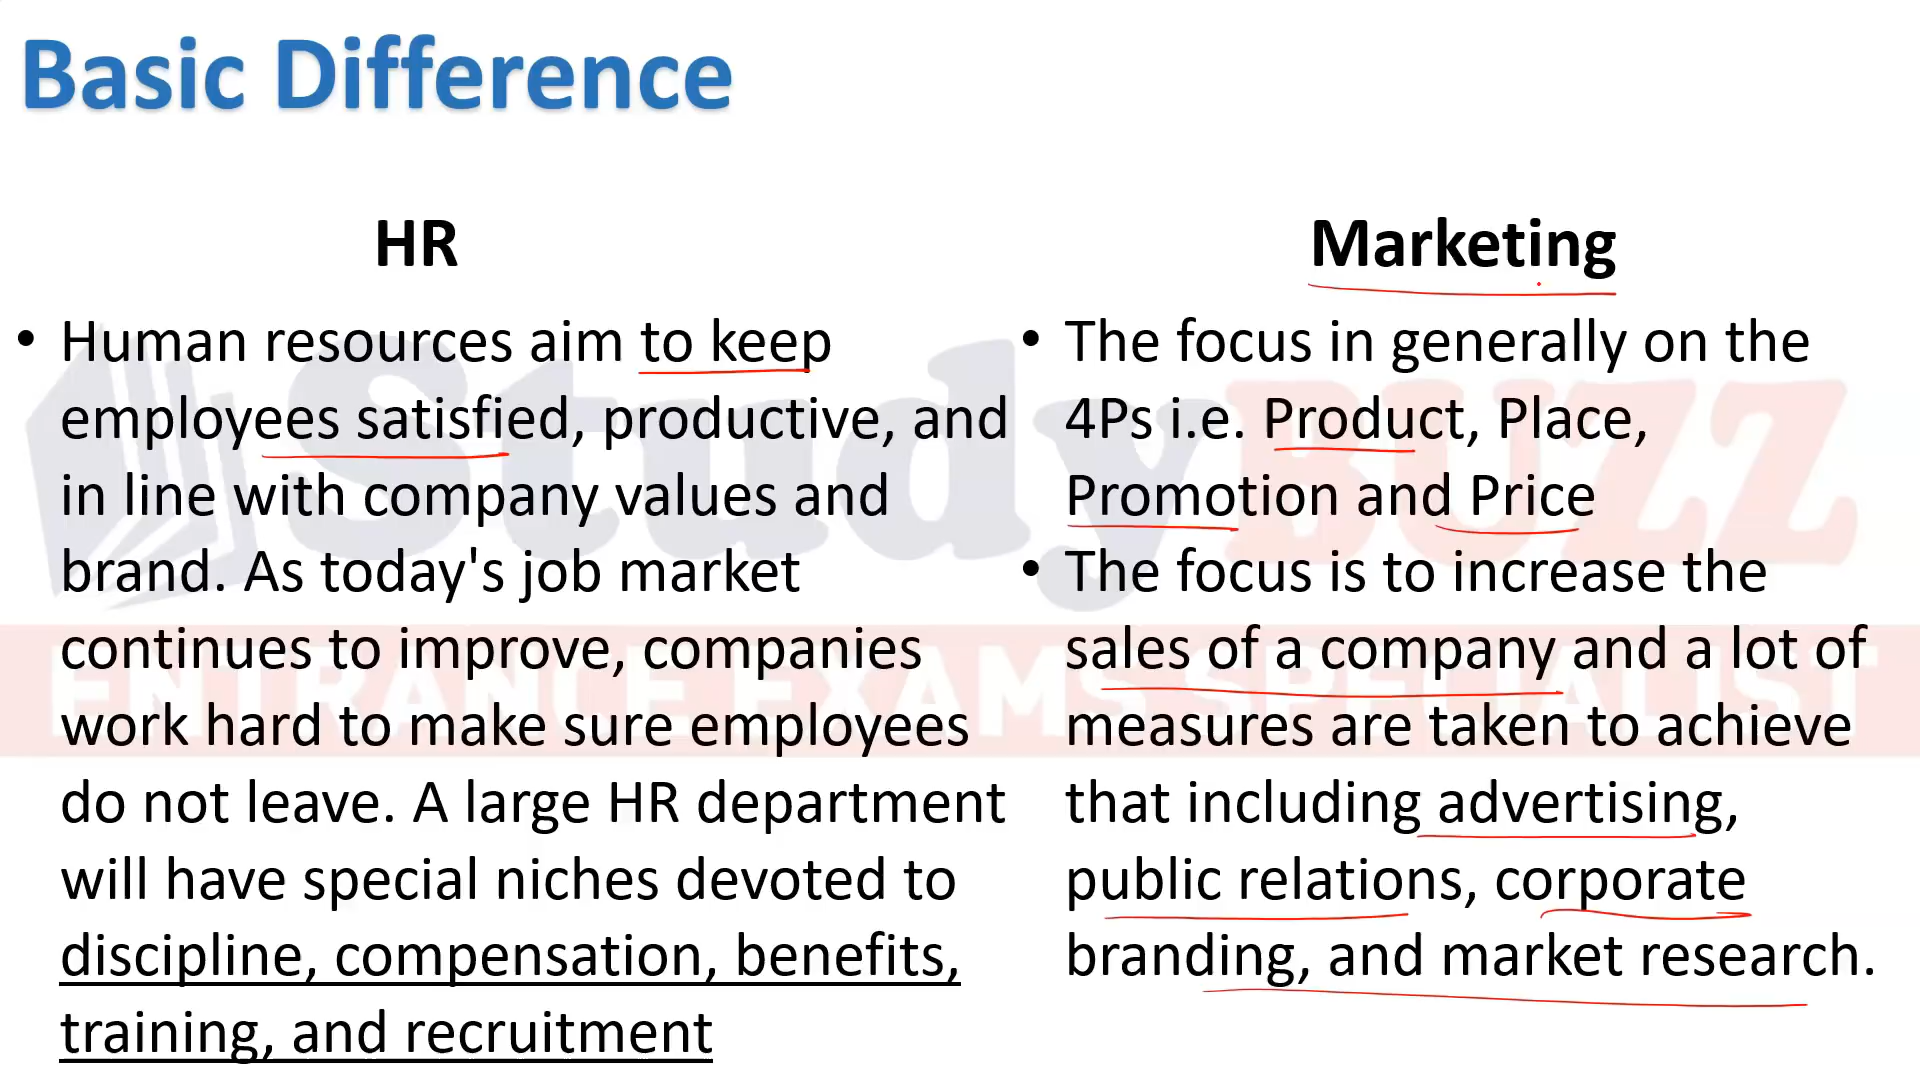 Basic Difference
HR
• Human resources aim to keep
employees satisfied, productive, and
in line with company values and
brand. As today's job market
continues to improve, companies
work hard to make sure employees
do not leave. A large HR department
will have special niches devoted to
discipline, compensation, benefits,
training, and recruitment
Marketing
• The focus in generally on the
4Ps i.e. Product, Place,
Promotion and Price
• The focus is to increase the
sales of a company and a lot of
measures are taken to achieve
that including advertising,
public relations, corporate
branding, and market research.
StudyBUZZ
ENTRANCE EXAMS SPECIALIST